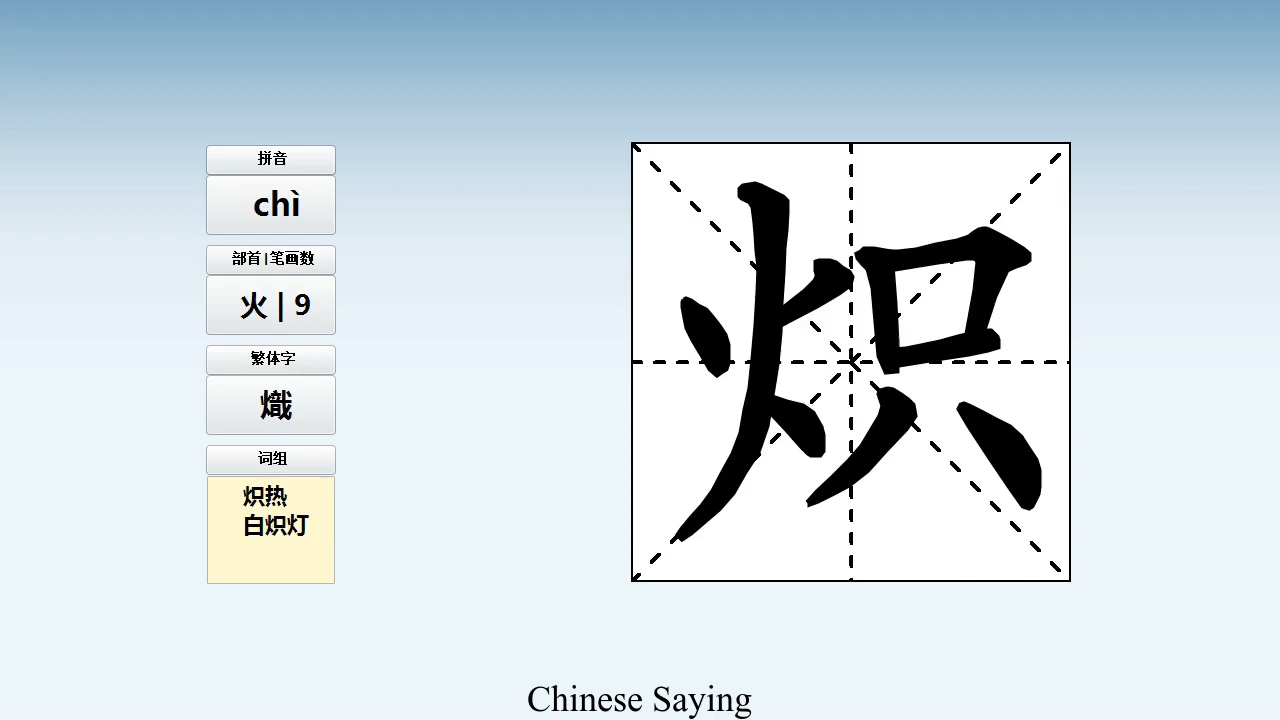 拼音
chì
部首|笔画数
火 | 9
繁体字
熾
词组
炽热
白炽灯
炽
Chinese Saying